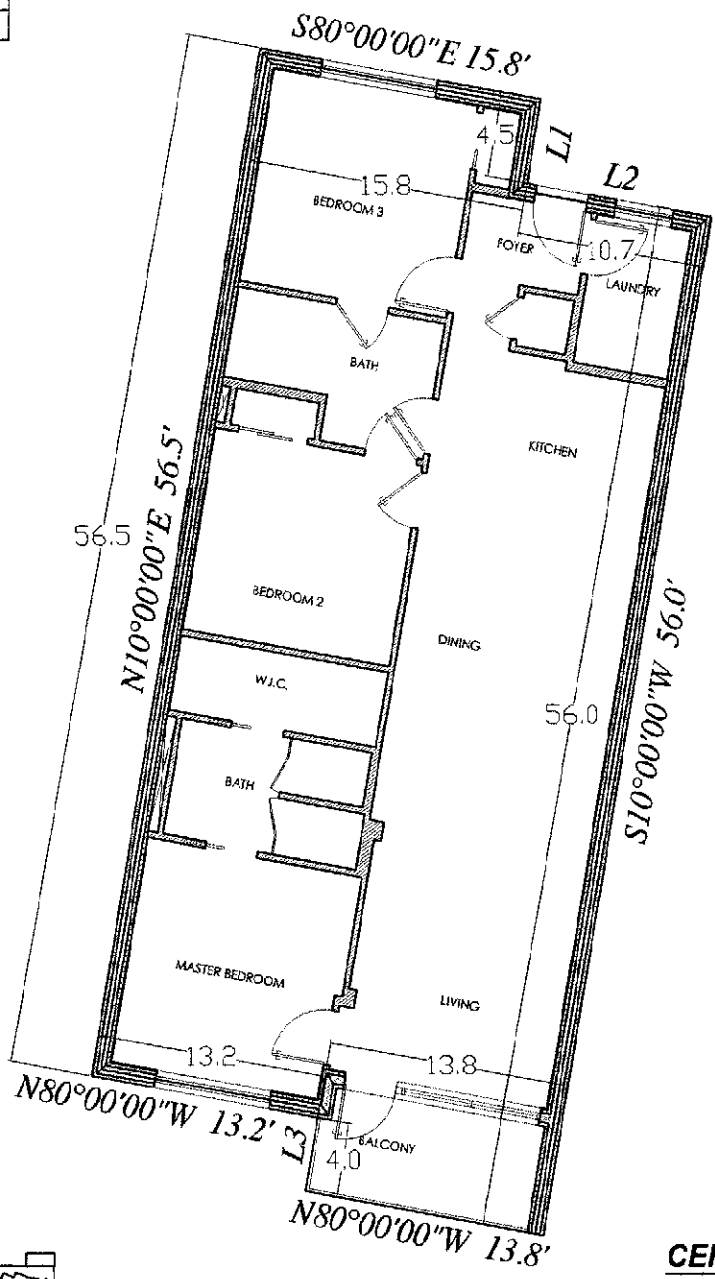 S80°00'00"E 15.8'
4.5
L1
L2
15.8
BEDROOM 3
FOYER
10.7
LAUNDRY
BATH
KITCHEN
N10°00'00"E 56.5'
56.5
BEDROOM 2
DINING
W.I.C.
56.0
S10°00'00"W 56.0'
BATH
MASTER BEDROOM
LIVING
13.2
13.8
N80°00'00"W 13.2'
L3
BALCONY
4.0
N80°00'00"W 13.8'